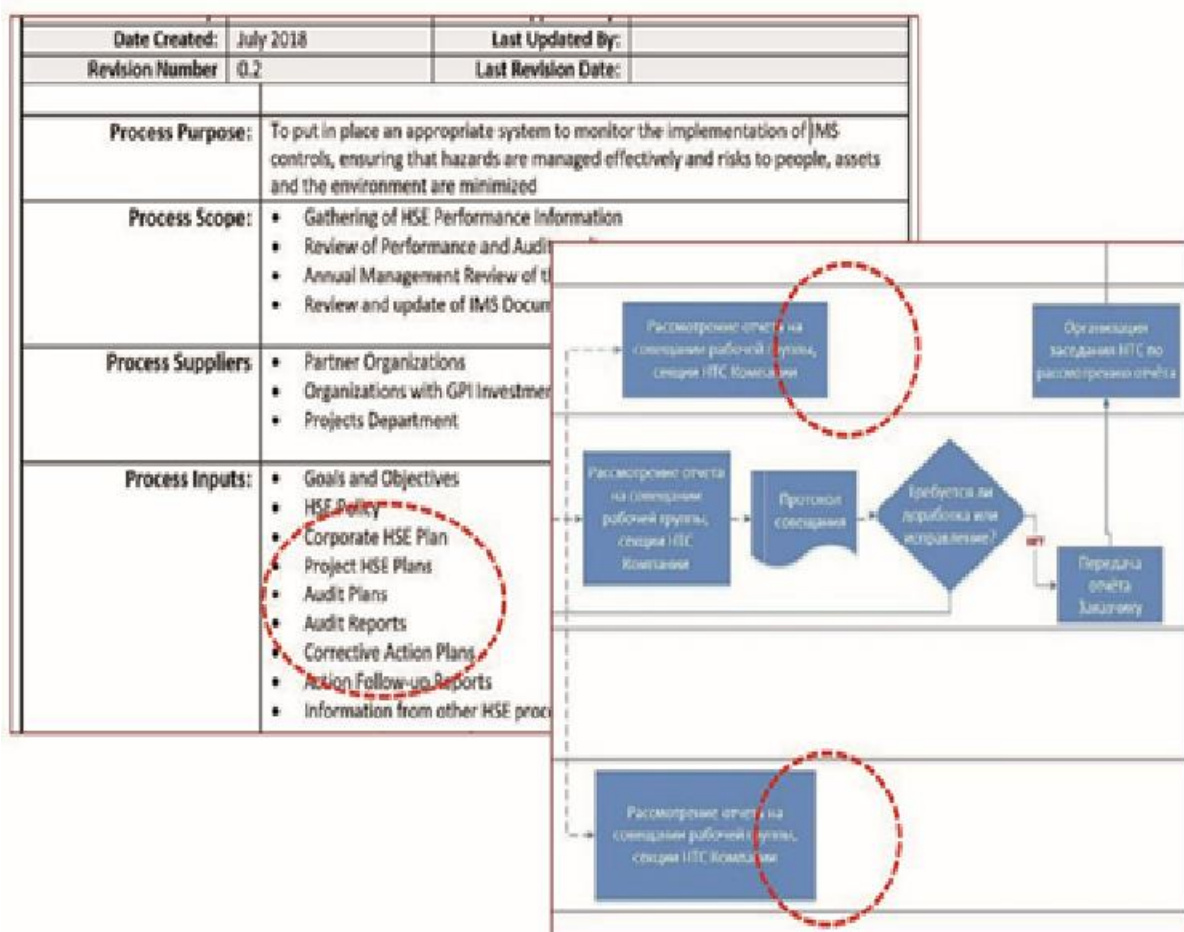 Date Created: July 2018 Last Updated By:
Revision Number 0.2 Last Revision Date:
Process Purpose: To put in place an appropriate system to monitor the implementation of IMS
controls, ensuring that hazards are managed effectively and risks to people, assets
and the environment are minimized
Process Scope: • Gathering of HSE Performance Information
• Review of Performance and Audit
• Annual Management Review of
• Review and update of IMS
Process Suppliers • Partner Organizations
• Organizations with GPI
• Projects Department
Process Inputs: • Goals and Objectives
• HSE Policy
• Corporate HSE Plan
• Project HSE Plans
• Audit Plans
• Audit Reports
• Corrective Action Plans
• Action Follow-up Reports
• Information from other HSE
Рассмотрение отчета на
совещании рабочей группы,
секции НТС Компании
Организация
заседания НТС по
рассмотрению отчёта
Рассмотрение отчета
на совещании
рабочей группы,
секции НТС
Компании
Протокол
совещания
Требуется ли
доработка или
исправление?
нет
Передача
отчёта
Заказчику
Рассмотрение отчета на
совещании рабочей группы,
секции НТС Компании